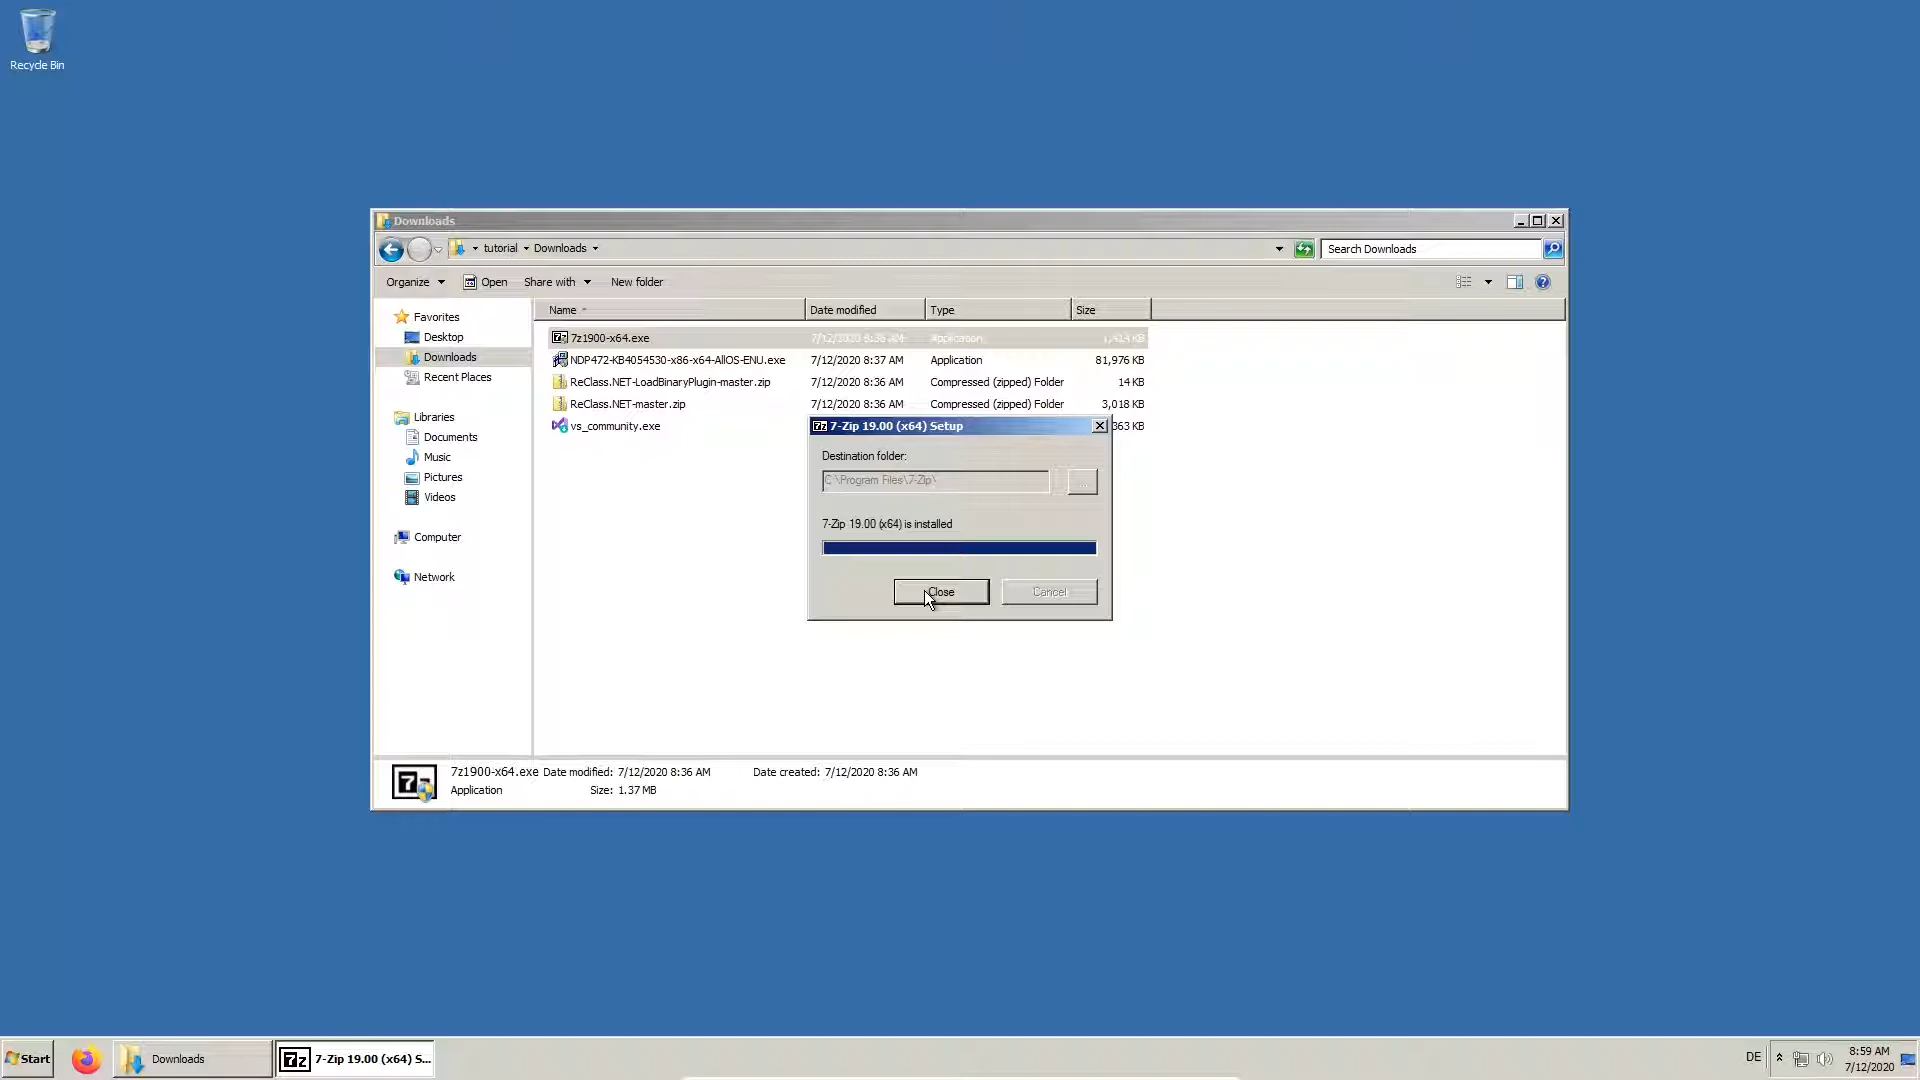 Recycle Bin
Downloads
tutorial Downloads
Search Downloads
Organize Open Share with New folder
Name Date modified Type Size
Favorites
Desktop
Downloads
Recent Places
Libraries
Documents
Music
Pictures
Videos
Computer
Network
7z1900-x64.exe 7/12/2020 8:36 AM Application 1,414 KB
NDP472-KB4054530-x86-x64-AllOS-ENU.exe 7/12/2020 8:37 AM Application 81,976 KB
ReClass.NET-LoadBinaryPlugin-master.zip 7/12/2020 8:36 AM Compressed (zipped) Folder 14 KB
ReClass.NET-master.zip 7/12/2020 8:36 AM Compressed (zipped) Folder 3,018 KB
vs_community.exe 363 KB
7-Zip 19.00 (x64) Setup
Destination folder:
C:\Program Files\7-Zip\
...
7-Zip 19.00 (x64) is installed
Close Cancel
7z1900-x64.exe Date modified: 7/12/2020 8:36 AM Date created: 7/12/2020 8:36 AM
Application Size: 1.37 MB
Start Downloads 7z 7-Zip 19.00 (x64) S...
DE 8:59 AM
7/12/2020